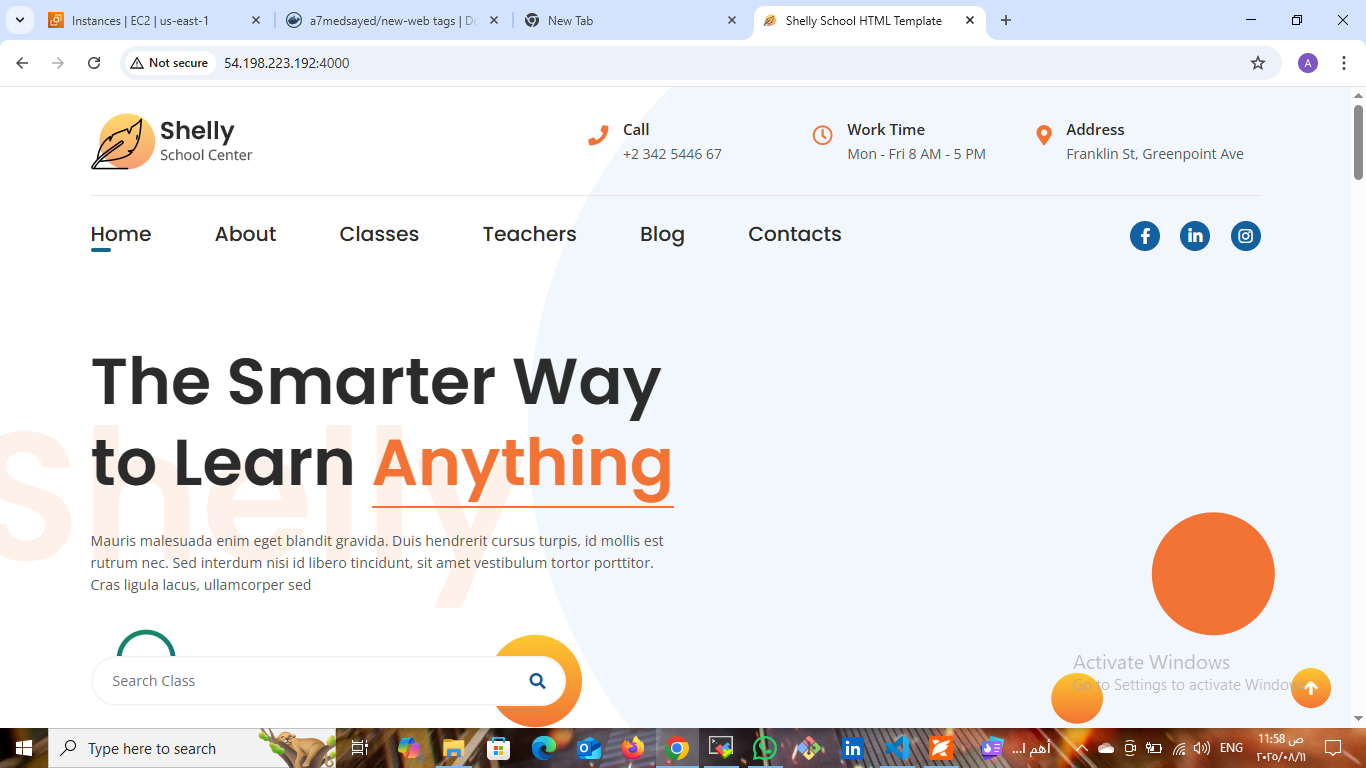 Instances | EC2 | us-east-1
a7medsayed/new-web tags | Do
New Tab
Shelly School HTML Template
Not secure
54.198.223.192:4000
A
Shelly
School Center
Call
+2 342 5446 67
Work Time
Mon - Fri 8 AM - 5 PM
Address
Franklin St, Greenpoint Ave
Home
About
Classes
Teachers
Blog
Contacts
Shelly
The Smarter Way
to Learn Anything
Mauris malesuada enim eget blandit gravida. Duis hendrerit cursus turpis, id mollis est
rutrum nec. Sed interdum nisi id libero tincidunt, sit amet vestibulum tortor porttitor.
Cras ligula lacus, ullamcorper sed
Search Class
Activate Windows
Go to Settings to activate Windows
Type here to search
أهم ا...
ENG
11:58 ص
٢٠٢٥/٠٨/١١